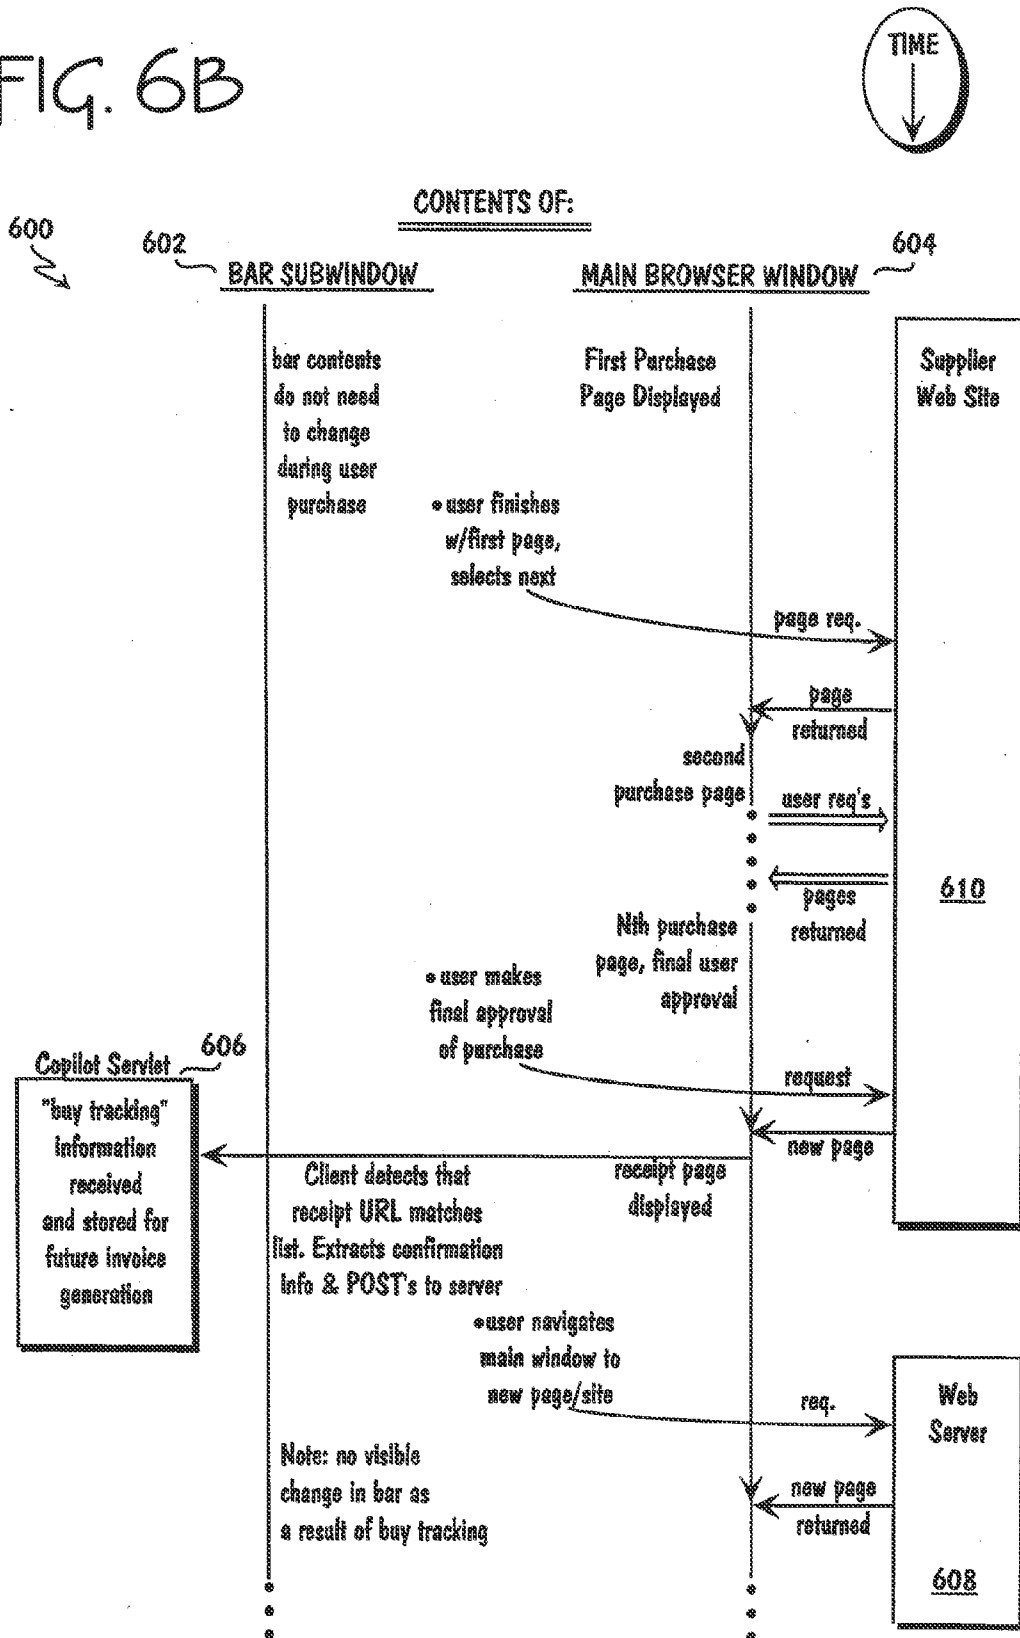 FIG. 6B
TIME
CONTENTS OF:
600
602
BAR SUBWINDOW
MAIN BROWSER WINDOW
604
bar contents
do not need
to change
during user
purchase
First Purchase
Page Displayed
Supplier
Web Site
• user finishes
w/first page,
selects next
page req.
page
returned
second
purchase page
user req's
610
pages
returned
Nth purchase
page, final user
approval
• user makes
final approval
of purchase
request
new page
Copilot Servlet
606
"buy tracking"
information
received
and stored for
future invoice
generation
Client detects that
receipt URL matches
list. Extracts confirmation
info & POST's to server
receipt page
displayed
• user navigates
main window to
new page/site
req.
Web
Server
Note: no visible
change in bar as
a result of buy tracking
new page
returned
608